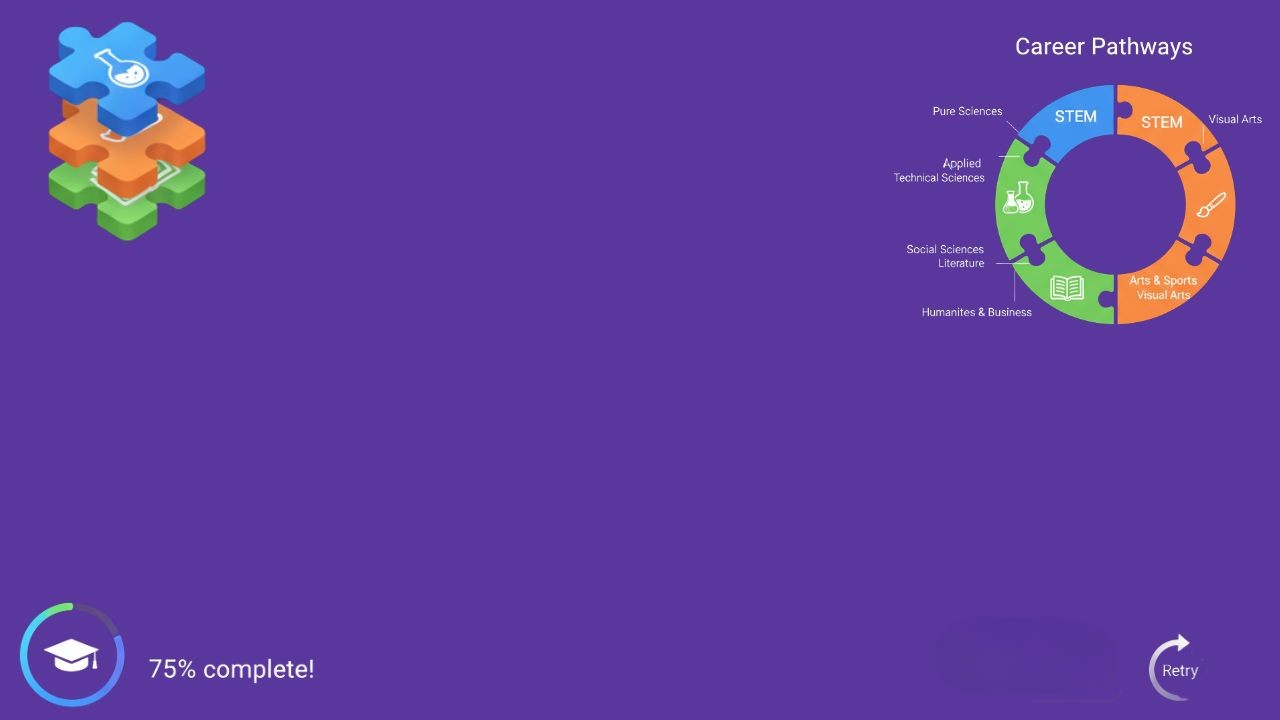 Career Pathways
Pure Sciences
STEM
STEM
Visual Arts
Applied
Technical Sciences
Social Sciences
Literature
Arts & Sports
Visual Arts
Humanites & Business
75% complete!
Retry